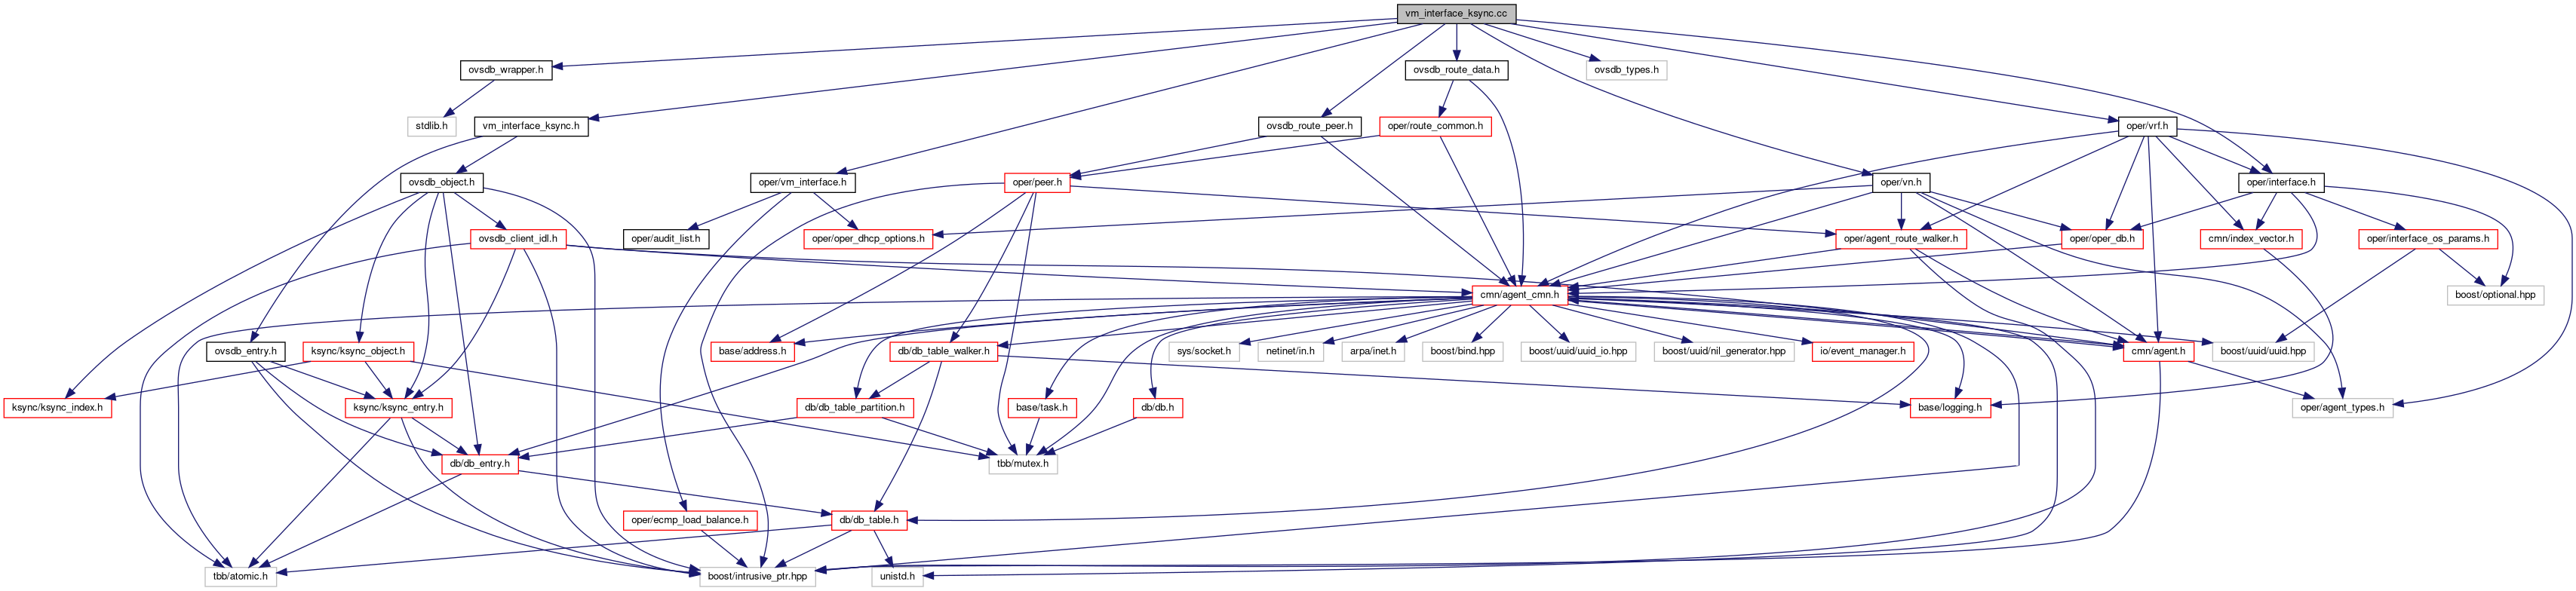 vm_interface_ksync.cc
ovsdb_wrapper.h
ovsdb_route_data.h
ovsdb_types.h
stdlib.h
vm_interface_ksync.h
ovsdb_route_peer.h
oper/route_common.h
oper/vrf.h
ovsdb_object.h
oper/vm_interface.h
oper/peer.h
oper/vn.h
oper/interface.h
ovsdb_client_idl.h
oper/audit_list.h
oper/oper_dhcp_options.h
oper/agent_route_walker.h
oper/oper_db.h
cmn/index_vector.h
oper/interface_os_params.h
cmn/agent_cmn.h
boost/optional.hpp
ovsdb_entry.h
ksync/ksync_object.h
base/address.h
db/db_table_walker.h
sys/socket.h
netinet/in.h
arpa/inet.h
boost/bind.hpp
boost/uuid/uuid_io.hpp
boost/uuid/nil_generator.hpp
io/event_manager.h
cmn/agent.h
boost/uuid/uuid.hpp
ksync/ksync_index.h
ksync/ksync_entry.h
db/db_table_partition.h
base/task.h
db/db.h
base/logging.h
oper/agent_types.h
db/db_entry.h
tbb/mutex.h
oper/ecmp_load_balance.h
db/db_table.h
tbb/atomic.h
boost/intrusive_ptr.hpp
unistd.h